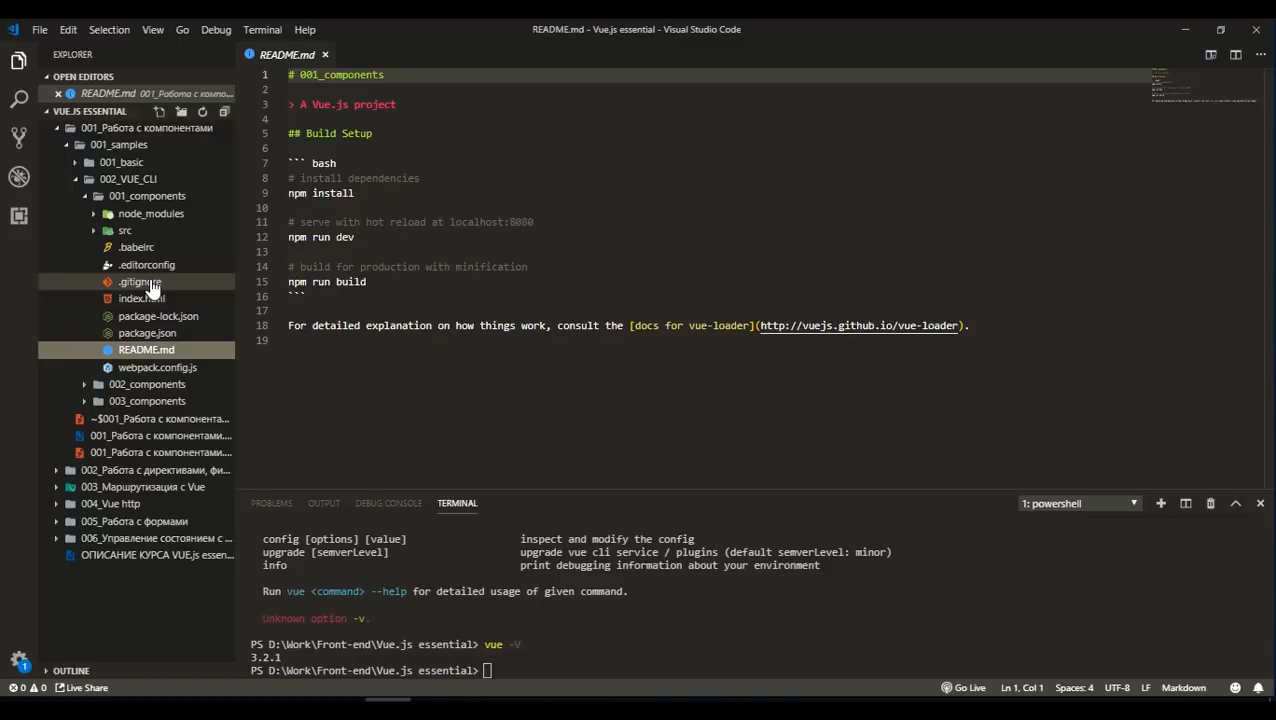 File Edit Selection View Go Debug Terminal Help
README.md - Vue.js essential - Visual Studio Code
EXPLORER
OPEN EDITORS
README.md 001_Работа с компо...
VUE.JS ESSENTIAL
001_Работа с компонентами
001_samples
001_basic
002_VUE_CLI
001_components
node_modules
src
.babelrc
.editorconfig
.gitignore
index.html
package-lock.json
package.json
README.md
webpack.config.js
002_components
003_components
~$001_Работа с компонента...
001_Работа с компонентами....
001_Работа с компонентами....
002_Работа с директивами, фи...
003_Маршрутизация с Vue
004_Vue http
005_Работа с формами
006_Управление состоянием с ...
ОПИСАНИЕ КУРСА VUE.js essen...
OUTLINE
README.md
1 # 001_components
2
3 > A Vue.js project
4
5 ## Build Setup
6
7 ``` bash
8 # install dependencies
9 npm install
10
11 # serve with hot reload at localhost:8080
12 npm run dev
13
14 # build for production with minification
15 npm run build
16 ```
17
18 For detailed explanation on how things work, consult the [docs for vue-loader](http://vuejs.github.io/vue-loader).
19
PROBLEMS OUTPUT DEBUG CONSOLE TERMINAL
1: powershell
config [options] [value] inspect and modify the config
upgrade [semverLevel] upgrade vue cli service / plugins (default semverLevel: minor)
info print debugging information about your environment
Run vue <command> --help for detailed usage of given command.
Unknown option -v.
PS D:\Work\Front-end\Vue.js essential> vue -V
3.2.1
PS D:\Work\Front-end\Vue.js essential>
1
0 0 Live Share
Go Live Ln 1, Col 1 Spaces: 4 UTF-8 LF Markdown